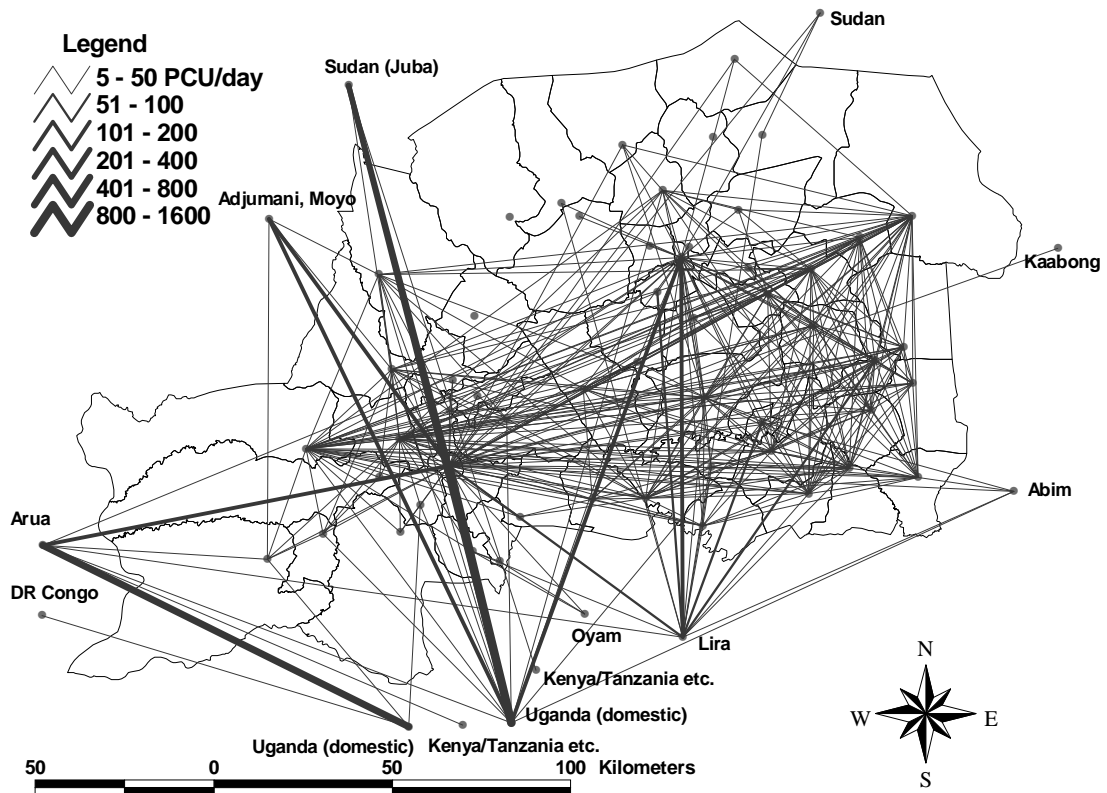 Sudan
Legend
5 - 50 PCU/day
51 - 100
101 - 200
201 - 400
401 - 800
800 - 1600
Sudan (Juba)
Adjumani, Moyo
Kaabong
Abim
Arua
DR Congo
Oyam
Lira
Kenya/Tanzania etc.
Uganda (domestic)
Uganda (domestic)
Kenya/Tanzania etc.
N
W
E
S
50 0 50 100 Kilometers